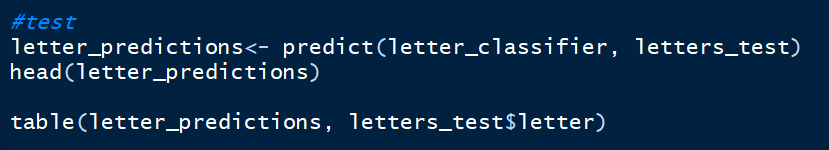 #test
letter_predictions<- predict(letter_classifier, letters_test)
head(letter_predictions)
table(letter_predictions, letters_test$letter)